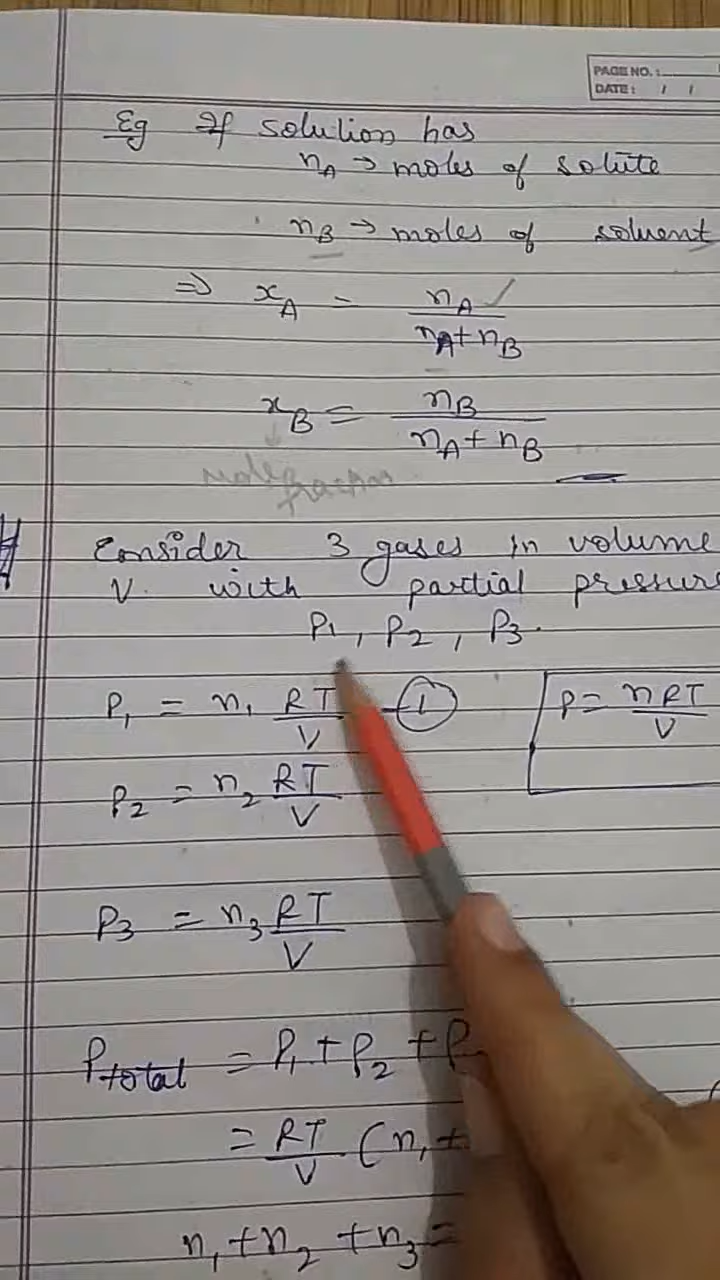 PAGE NO. :
DATE : / /
Eg If solution has
nA → moles of solute
nB → moles of solvent
⇒ xA = nA / nA + nB
xB = nB / nA + nB
mole fraction
Consider 3 gases in volume
V. with partial pressure
P1, P2, P3.
P1 = n1 RT/V — ①
P = nRT/V
P2 = n2 RT/V
P3 = n3 RT/V
Ptotal = P1 + P2 + P
= RT/V (n1 +
n1 + n2 + n3 =